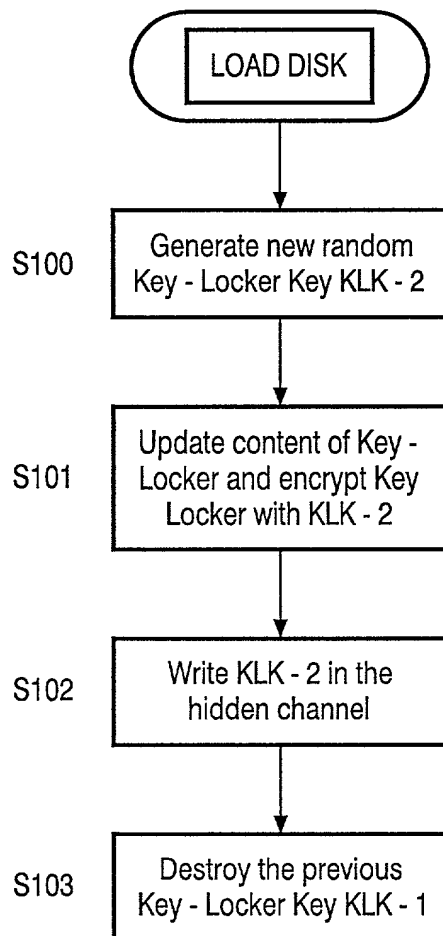 LOAD DISK
S100
Generate new random
Key - Locker Key KLK - 2
S101
Update content of Key -
Locker and encrypt Key
Locker with KLK - 2
S102
Write KLK - 2 in the
hidden channel
S103
Destroy the previous
Key - Locker Key KLK - 1